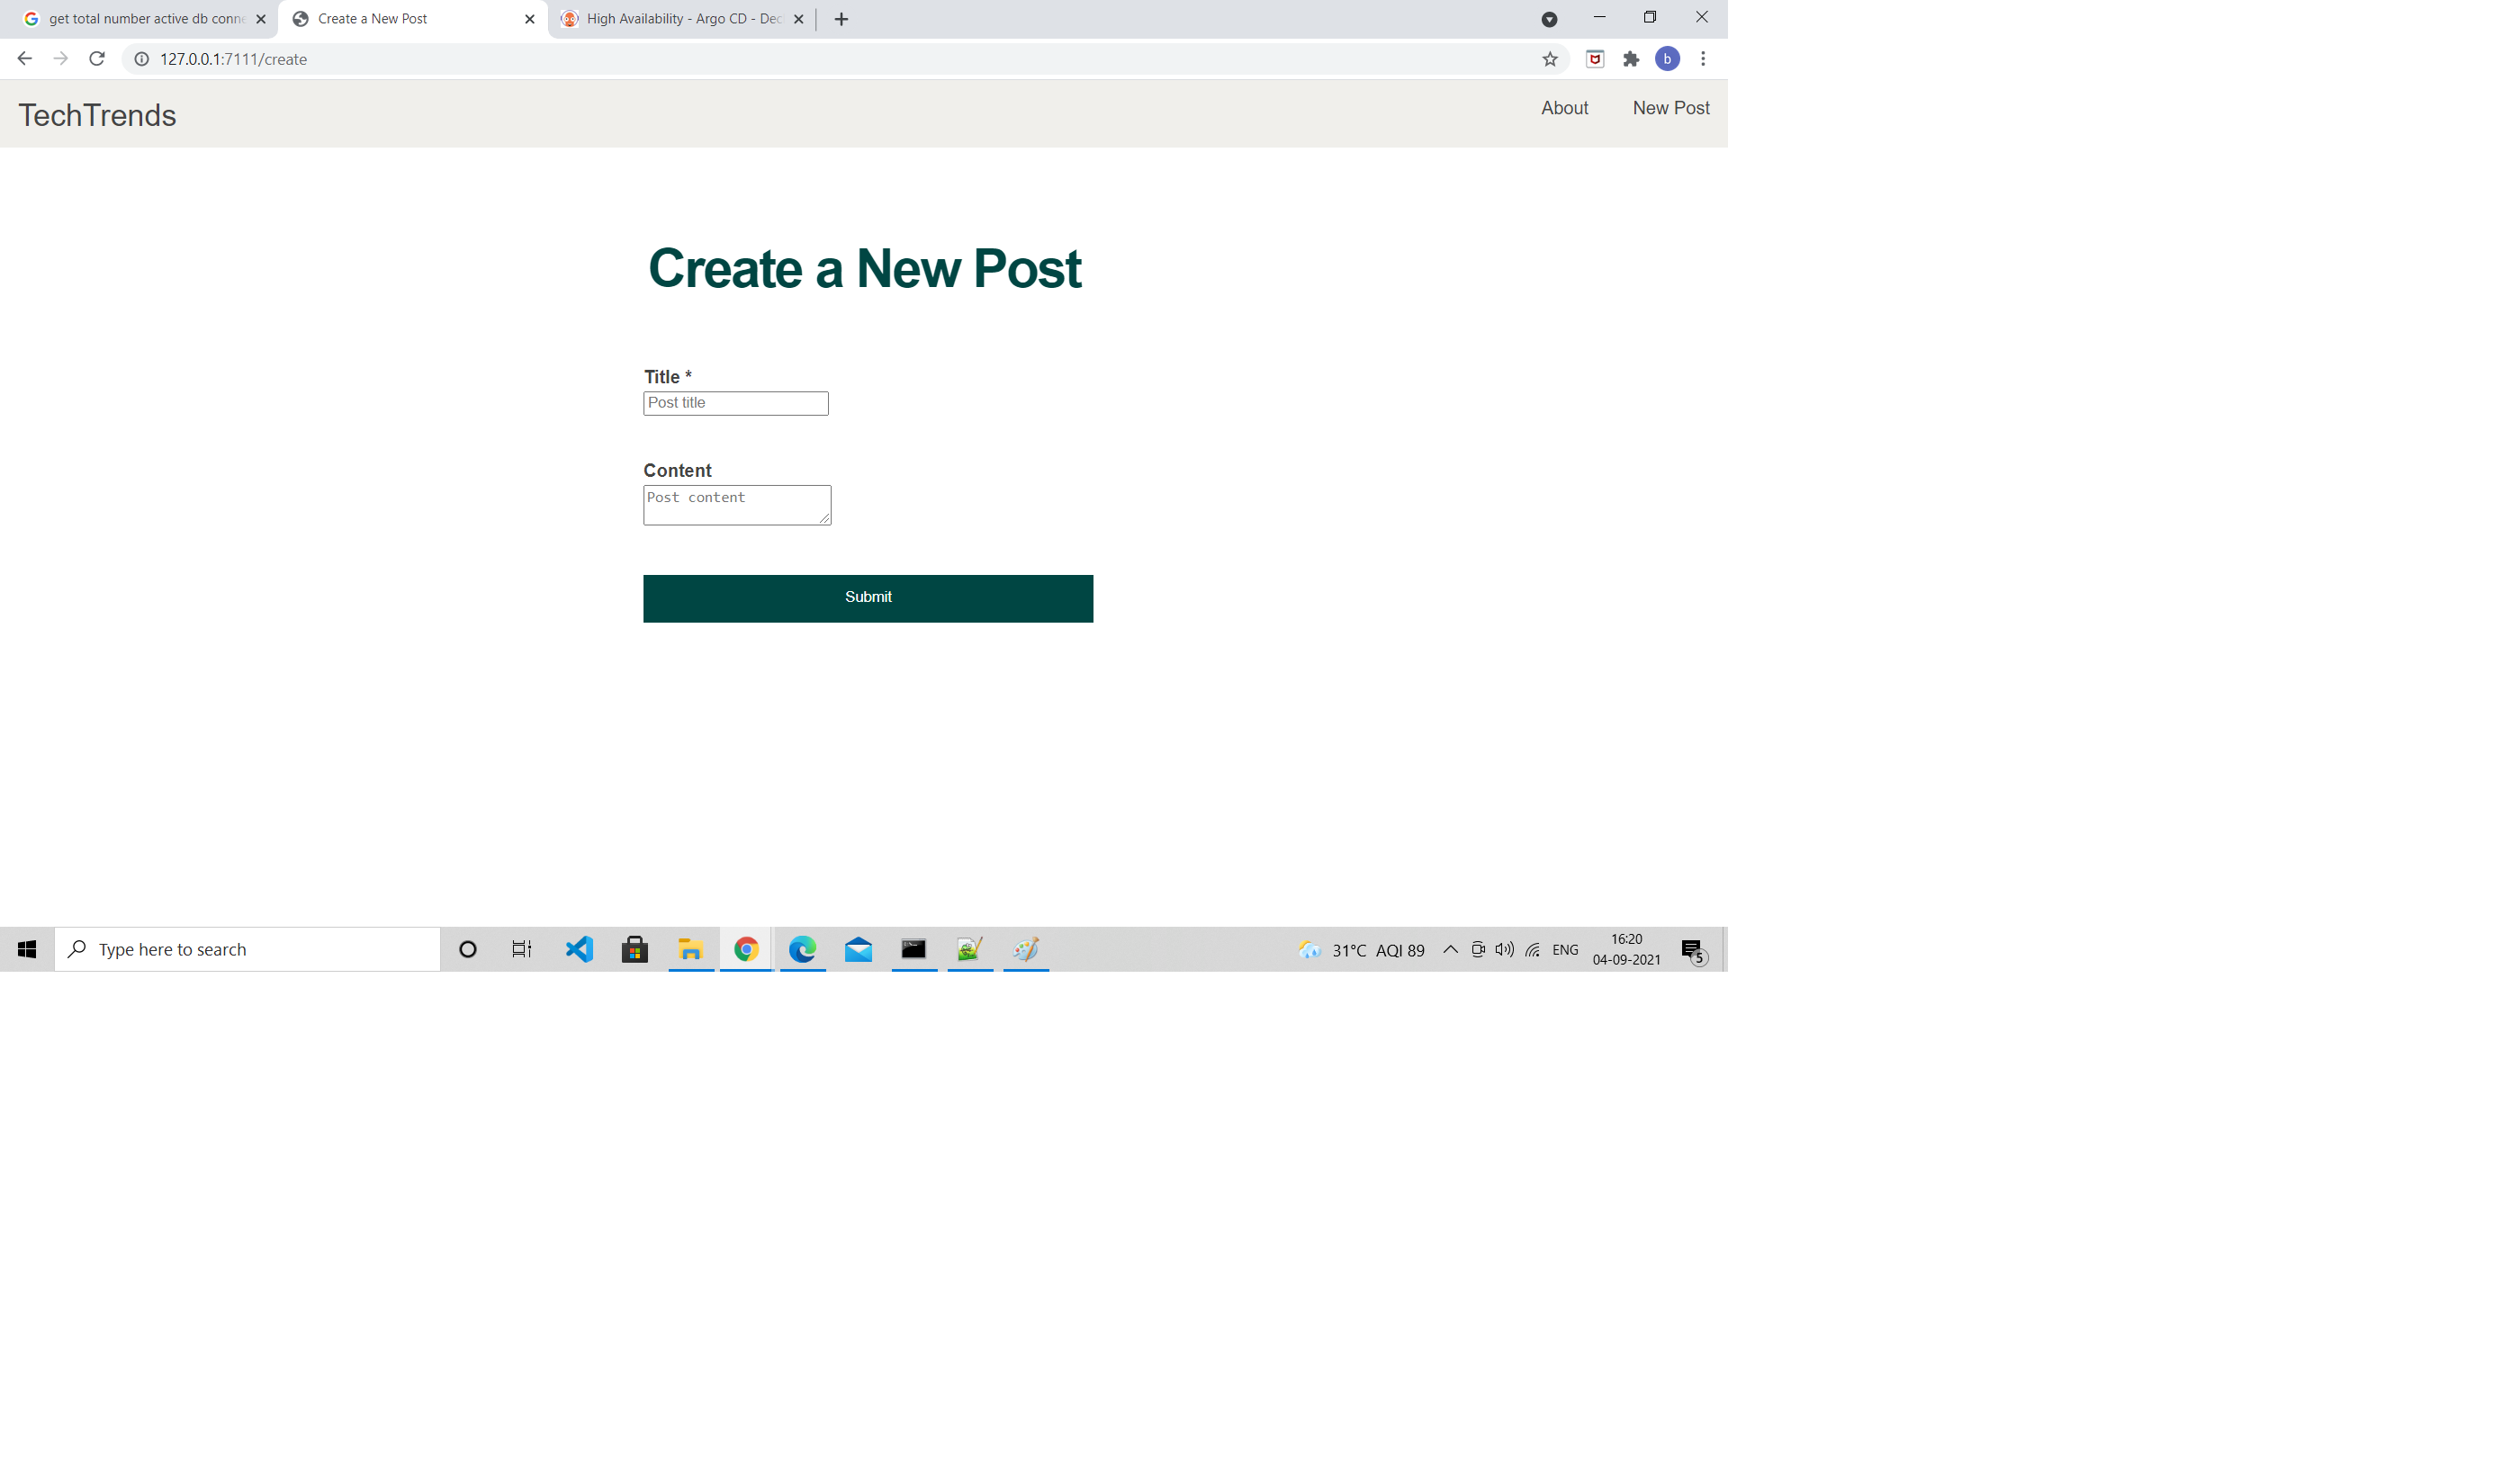 get total number active db conne
Create a New Post
High Availability - Argo CD - Dec
127.0.0.1:7111/create
b
TechTrends
About
New Post
Create a New Post
Title *
Post title
Content
Post content
Submit
Type here to search
31°C AQI 89
ENG
16:20
04-09-2021
5